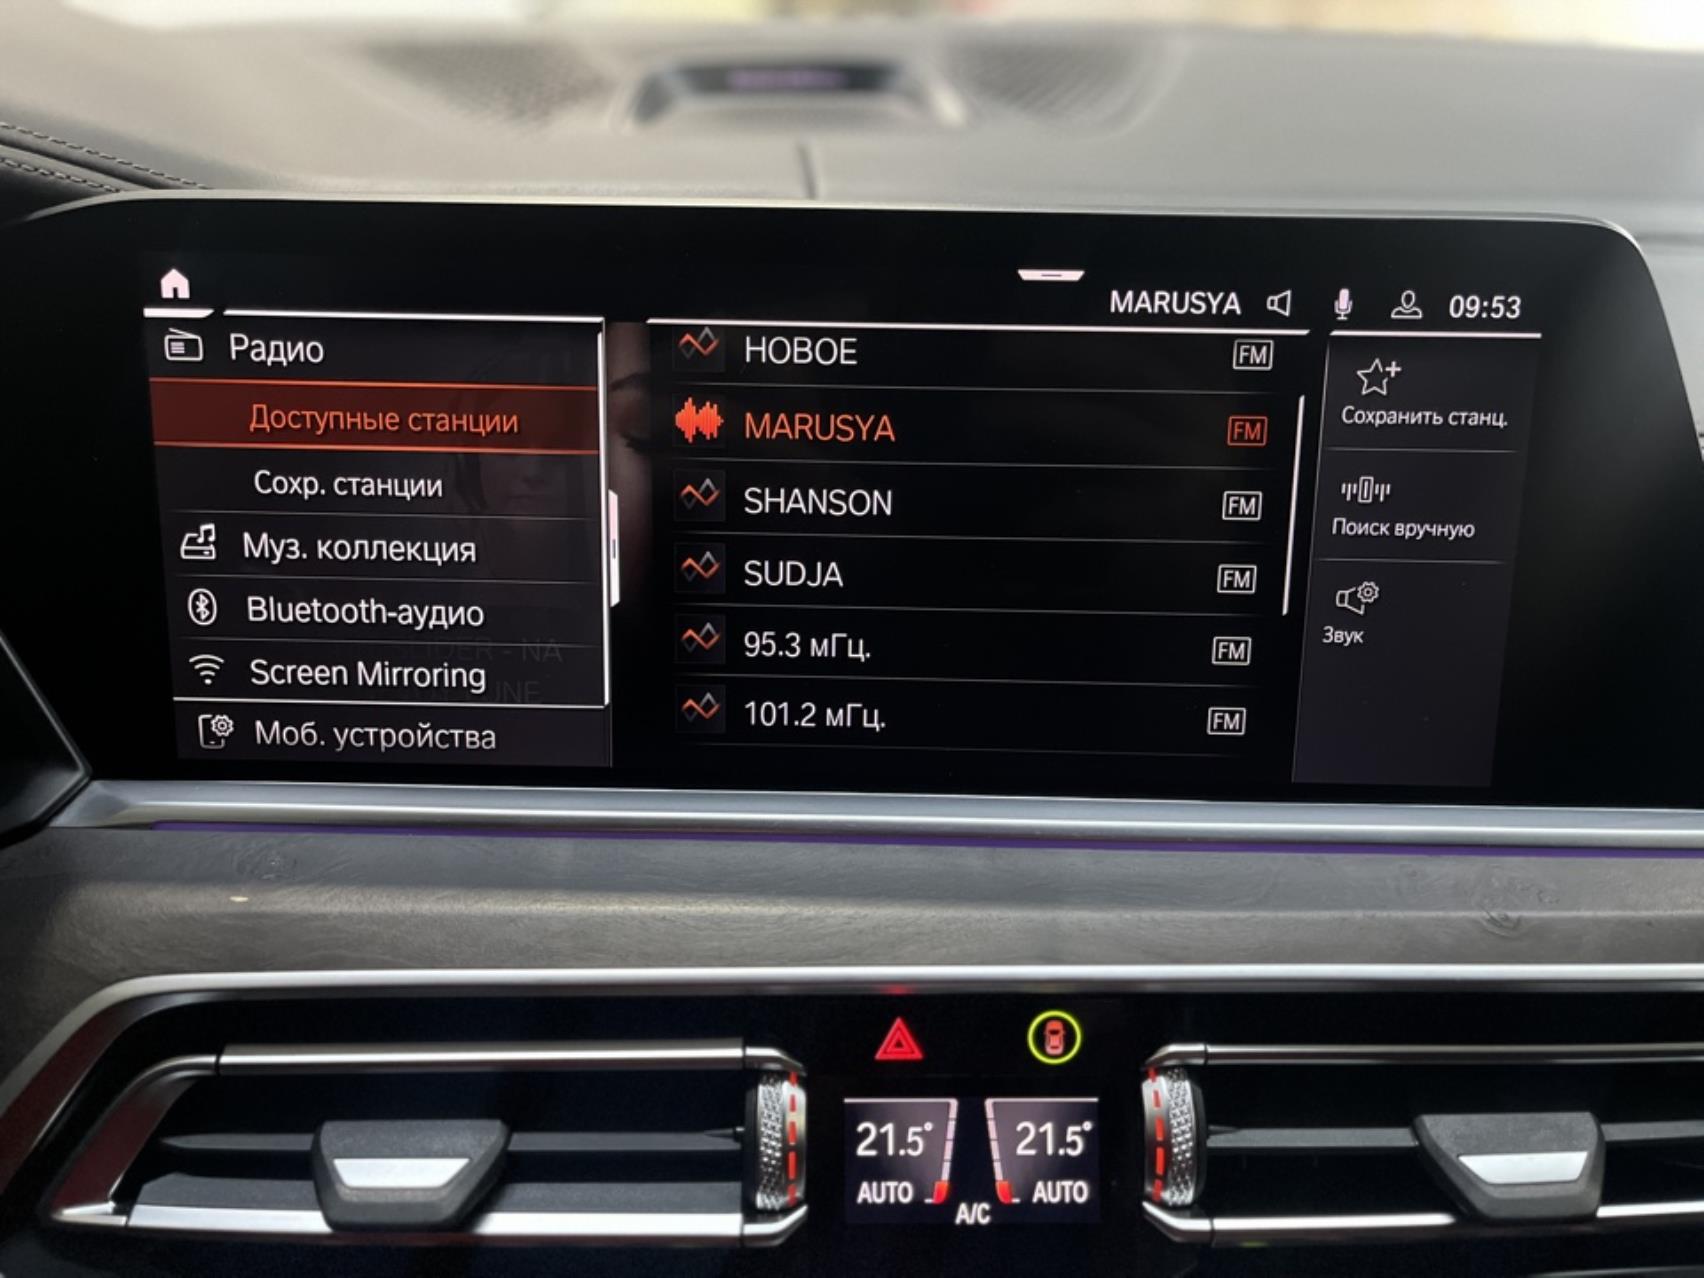 MARUSYA 09:53
Радио
Доступные станции
Сохр. станции
Муз. коллекция
Bluetooth-аудио
Screen Mirroring
Моб. устройства
НОВОЕ FM
MARUSYA FM
SHANSON FM
SUDJA FM
95.3 мГц. FM
101.2 мГц. FM
Сохранить станц.
Поиск вручную
Звук
21.5° 21.5°
AUTO AUTO
A/C